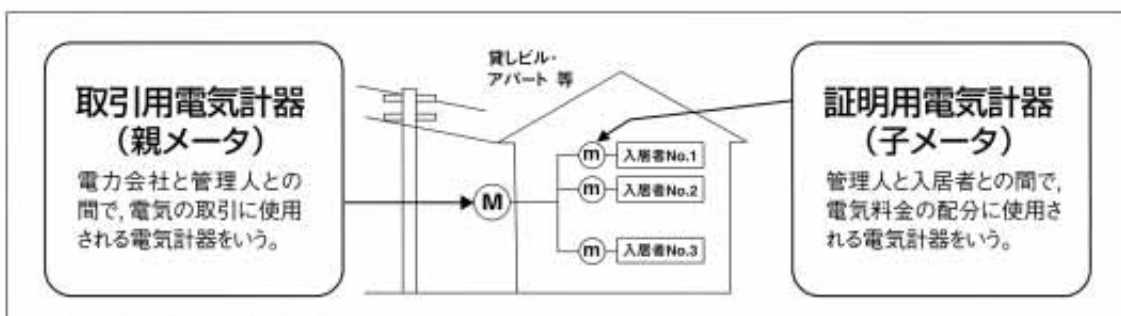 取引用電気計器
(親メータ)
電力会社と管理人との
間で,電気の取引に使用
される電気計器をいう。
貸しビル・
アパート 等
M
m 入居者No.1
m 入居者No.2
m 入居者No.3
証明用電気計器
(子メータ)
管理人と入居者との間で,
電気料金の配分に使用さ
れる電気計器をいう。